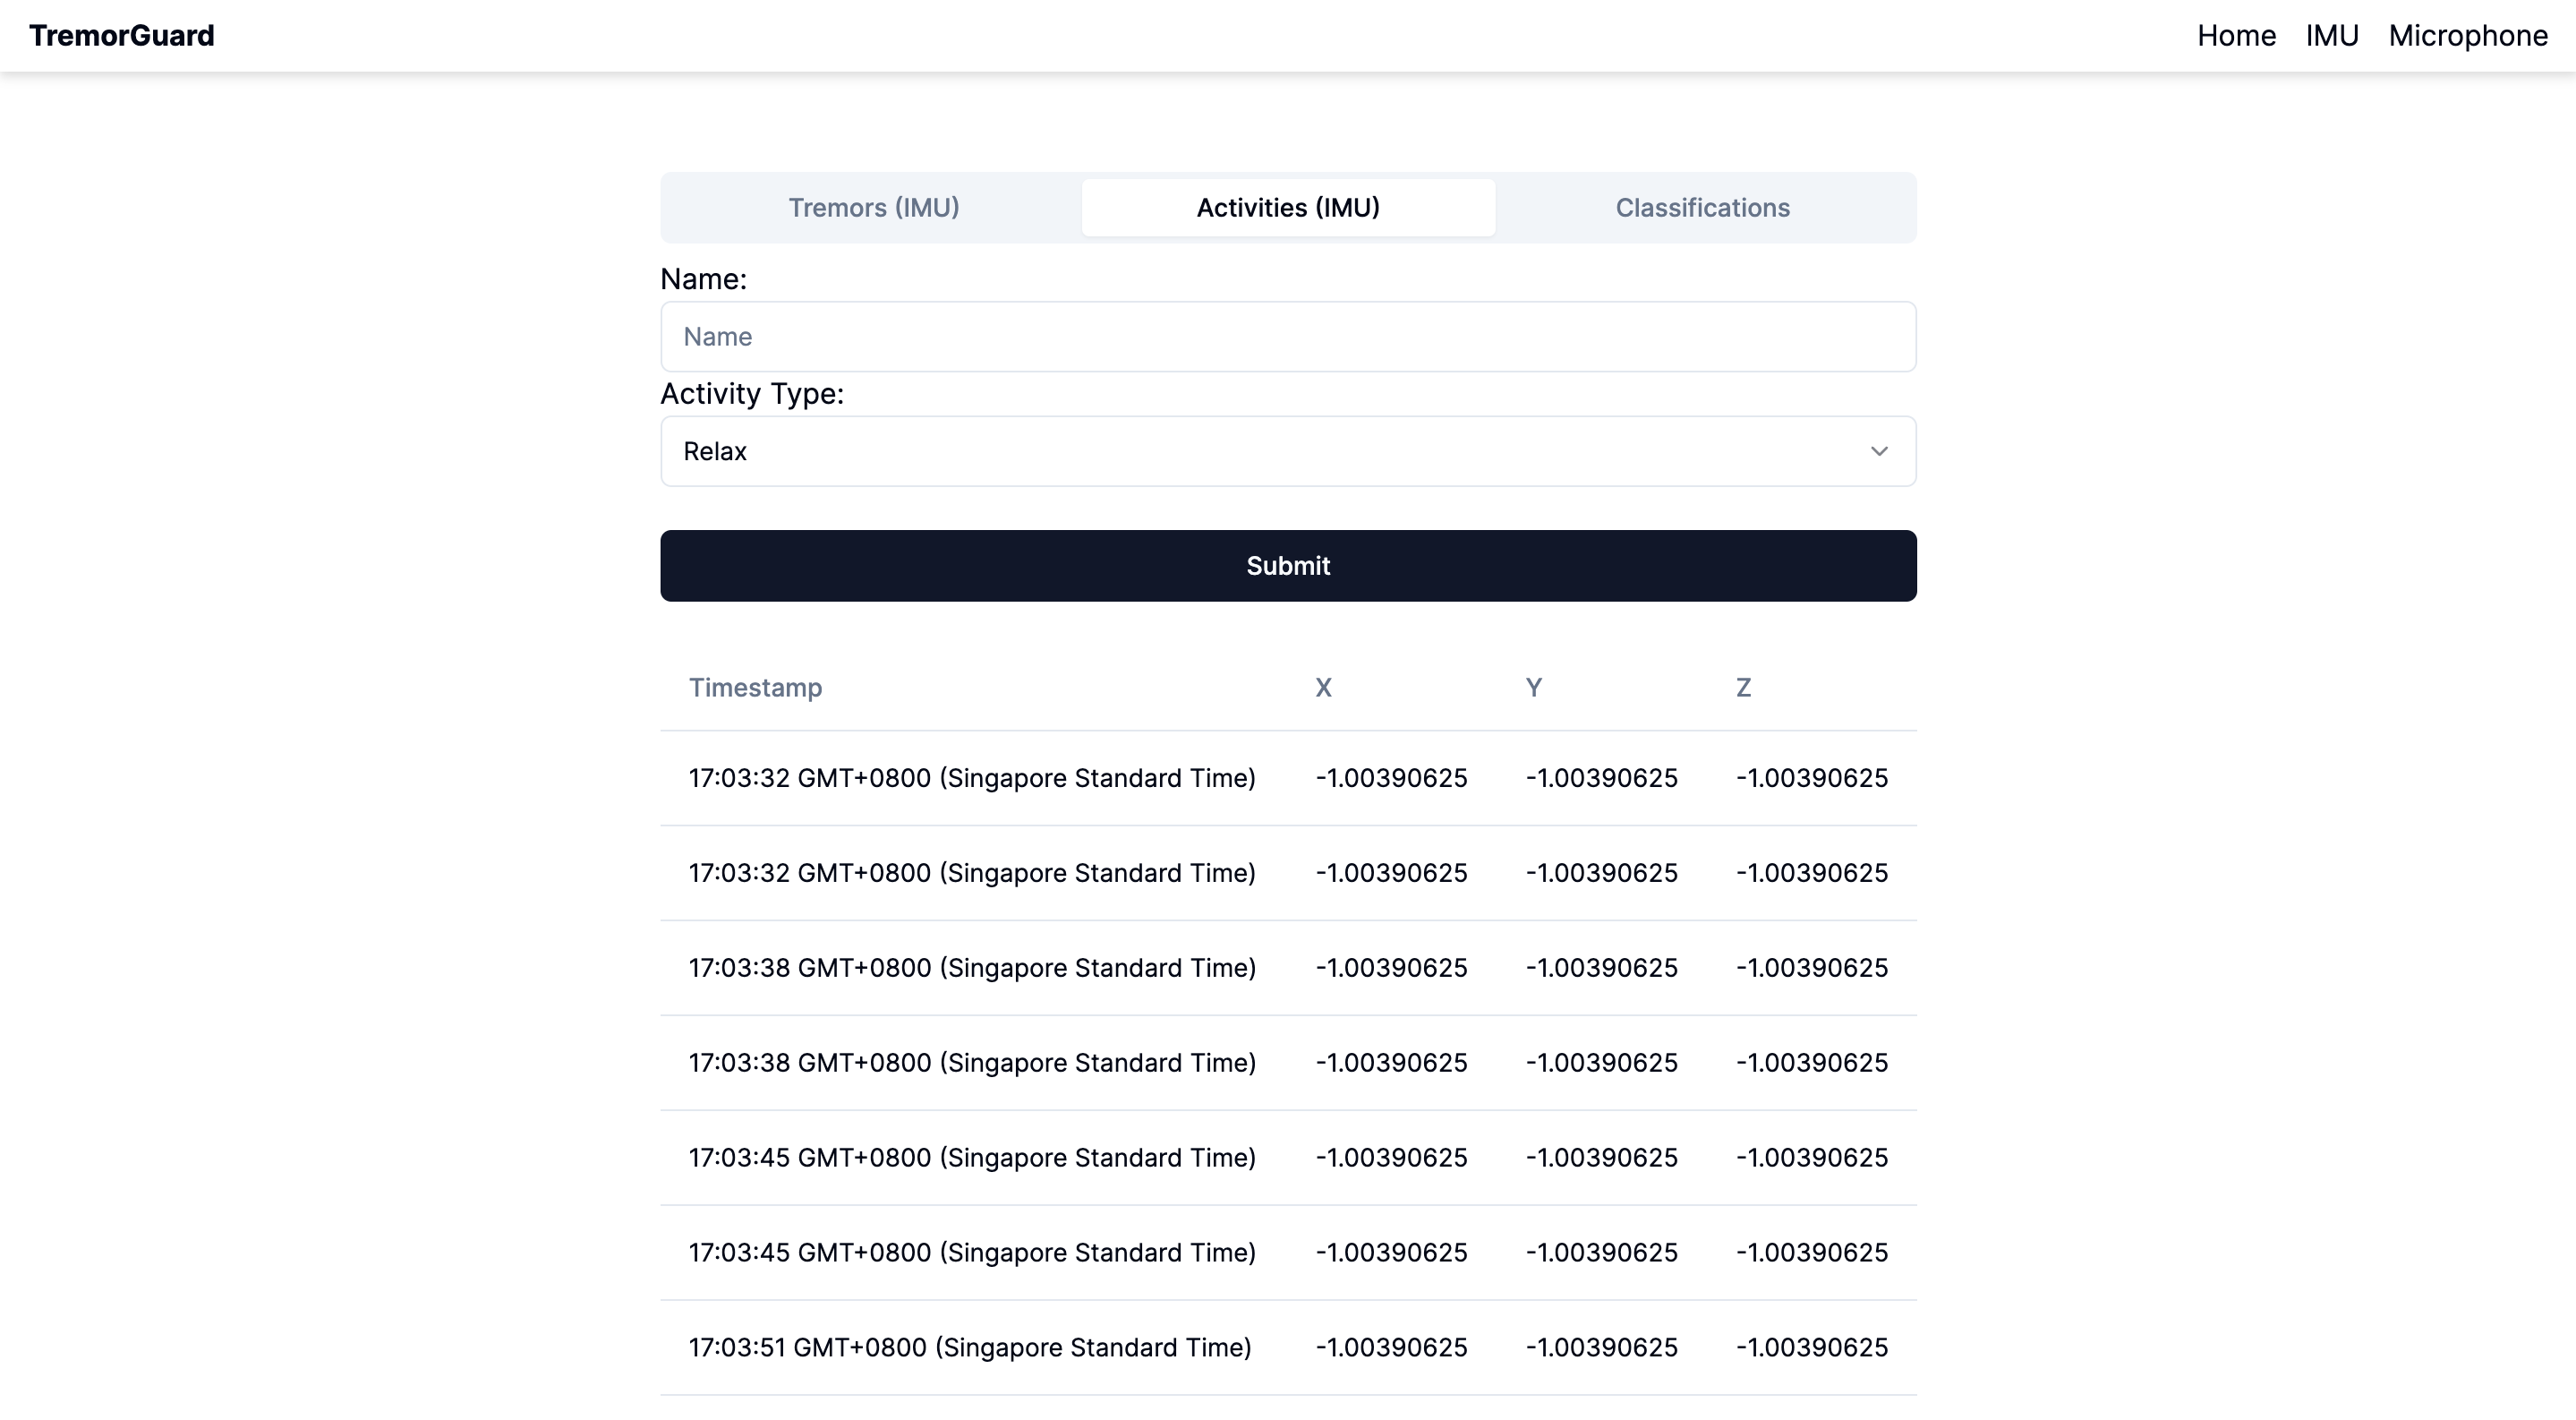 TremorGuard Home IMU Microphone
Tremors (IMU) Activities (IMU) Classifications
Name:
Name
Activity Type:
Relax
Submit
Timestamp X Y Z
17:03:32 GMT+0800 (Singapore Standard Time) -1.00390625 -1.00390625 -1.00390625
17:03:32 GMT+0800 (Singapore Standard Time) -1.00390625 -1.00390625 -1.00390625
17:03:38 GMT+0800 (Singapore Standard Time) -1.00390625 -1.00390625 -1.00390625
17:03:38 GMT+0800 (Singapore Standard Time) -1.00390625 -1.00390625 -1.00390625
17:03:45 GMT+0800 (Singapore Standard Time) -1.00390625 -1.00390625 -1.00390625
17:03:45 GMT+0800 (Singapore Standard Time) -1.00390625 -1.00390625 -1.00390625
17:03:51 GMT+0800 (Singapore Standard Time) -1.00390625 -1.00390625 -1.00390625